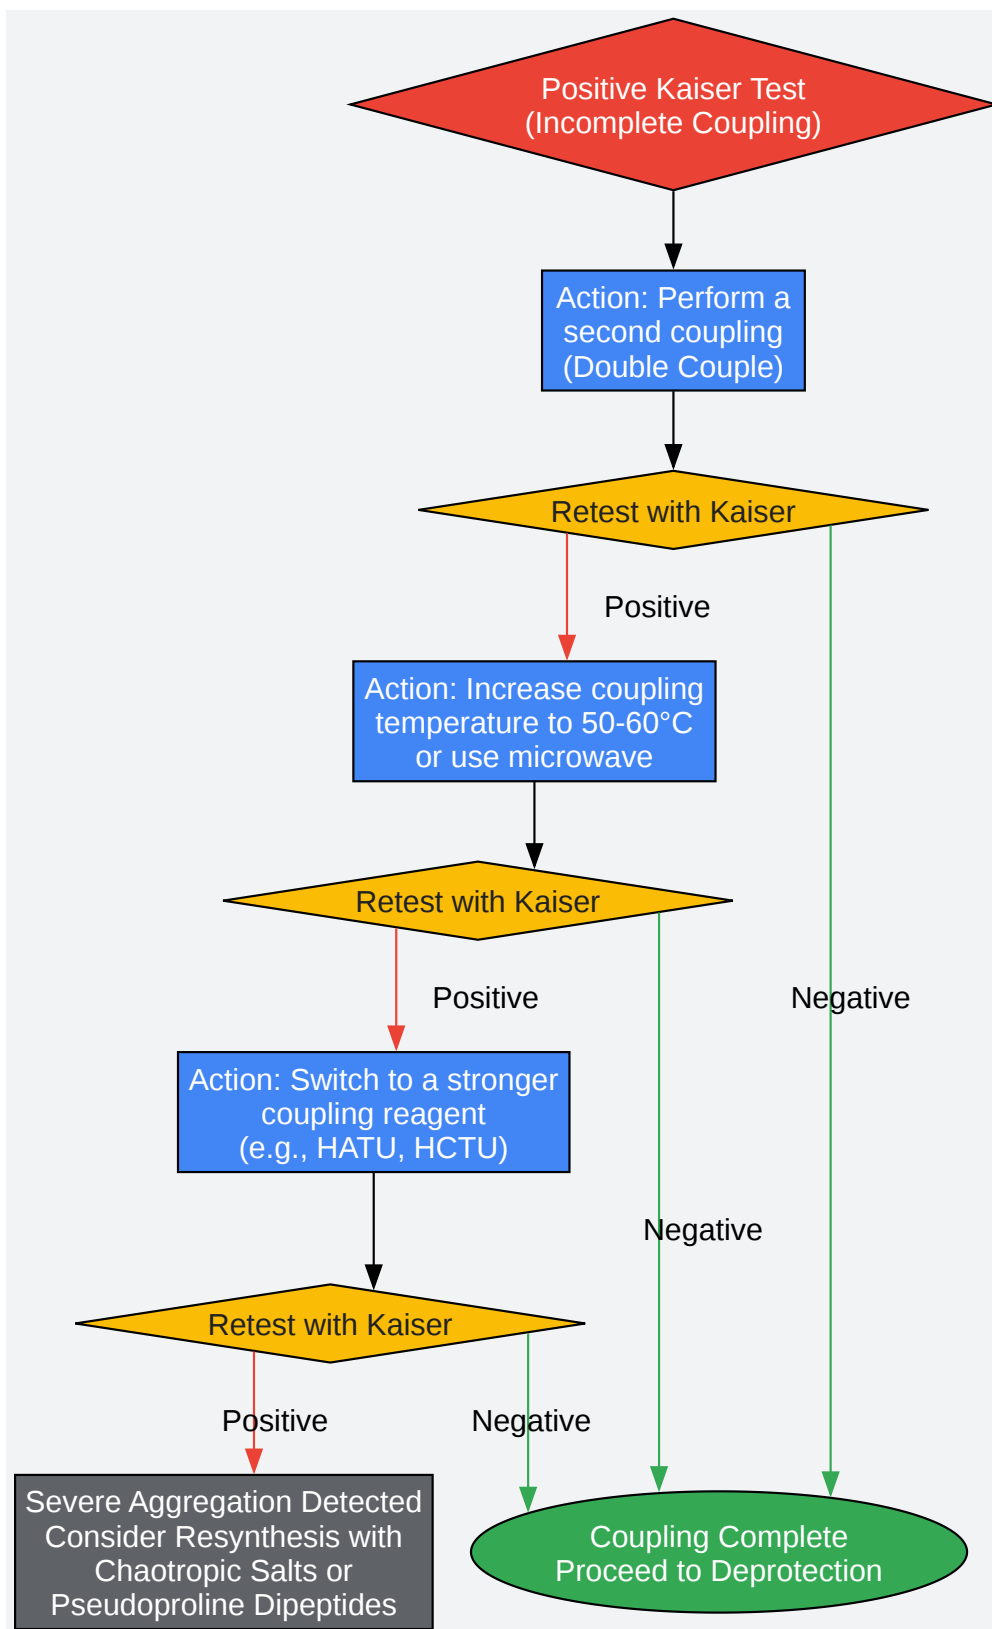 Positive Kaiser Test
(Incomplete Coupling)
Action: Perform a
second coupling
(Double Couple)
Retest with Kaiser
Positive
Action: Increase coupling
temperature to 50-60°C
or use microwave
Retest with Kaiser
Positive
Negative
Action: Switch to a stronger
coupling reagent
(e.g., HATU, HCTU)
Negative
Retest with Kaiser
Positive
Negative
Severe Aggregation Detected
Consider Resynthesis with
Chaotropic Salts or
Pseudoproline Dipeptides
Coupling Complete
Proceed to Deprotection